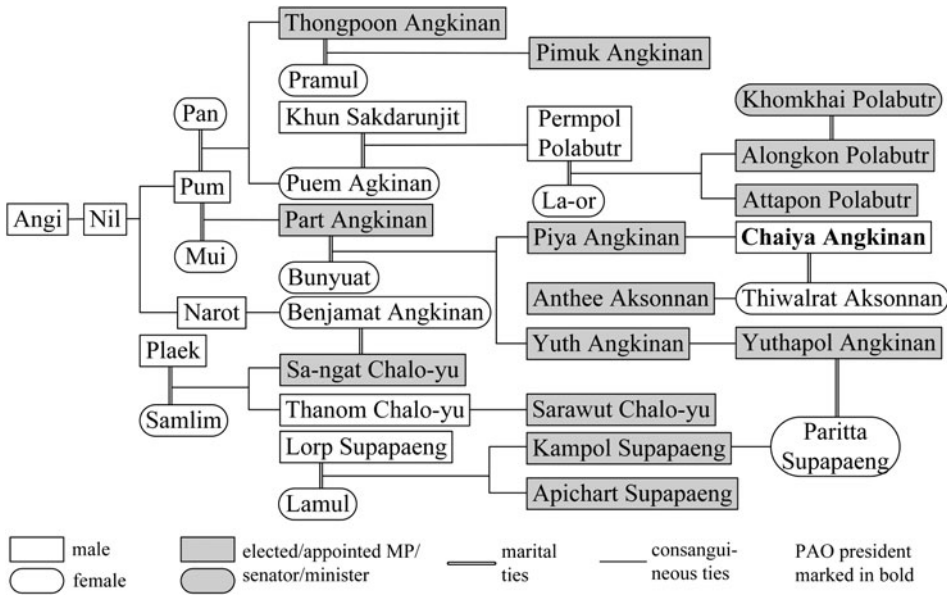 Thongpoon Angkinan
Pimuk Angkinan
Pramul
Khomkhai Polabutr
Pan
Khun Sakdarunjit
Permpol
Polabutr
Alongkon Polabutr
Pum
Puem Agkinan
La-or
Attapon Polabutr
Angi
Nil
Part Angkinan
Piya Angkinan
Chaiya Angkinan
Mui
Bunyuat
Anthee Aksonnan
Thiwalrat Aksonnan
Narot
Benjamat Angkinan
Plaek
Yuth Angkinan
Yuthapol Angkinan
Sa-ngat Chalo-yu
Samlim
Thanom Chalo-yu
Sarawut Chalo-yu
Paritta
Supapaeng
Lorp Supapaeng
Kampol Supapaeng
Lamul
Apichart Supapaeng
male
female
elected/appointed MP/
senator/minister
marital
ties
consangui-
neous ties
PAO president
marked in bold